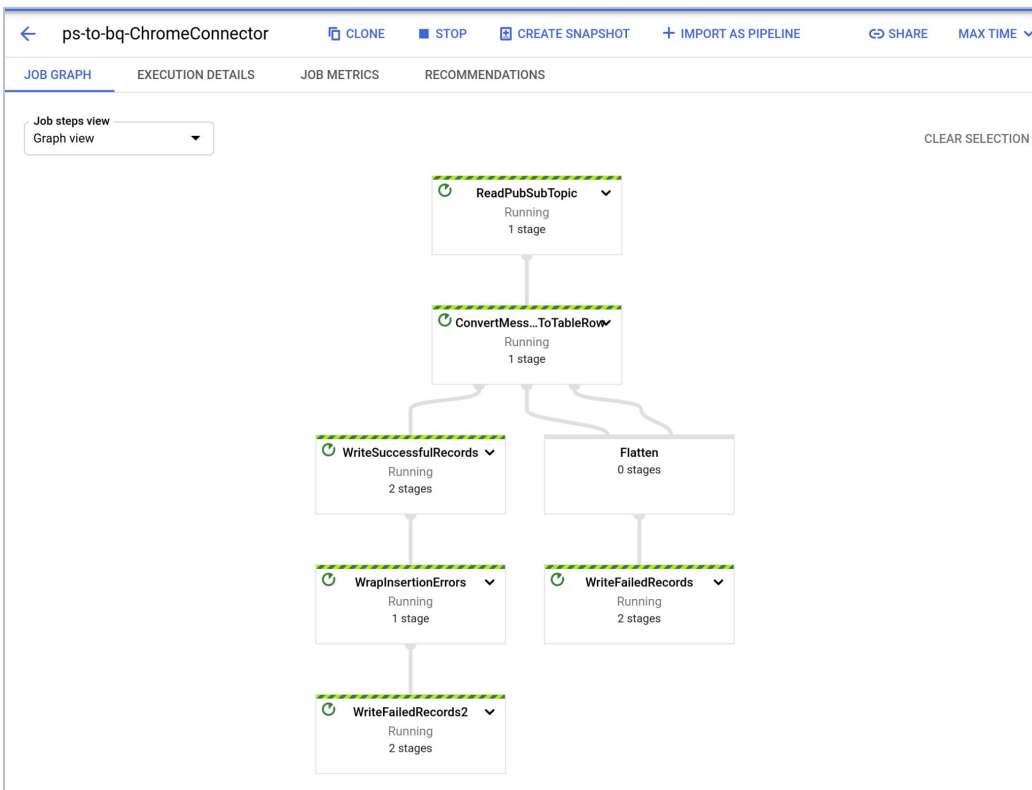 ps-to-bq-ChromeConnector
CLONE
STOP
CREATE SNAPSHOT
IMPORT AS PIPELINE
SHARE
MAX TIME
JOB GRAPH
EXECUTION DETAILS
JOB METRICS
RECOMMENDATIONS
Job steps view
Graph view
CLEAR SELECTION
ReadPubSubTopic
Running
1 stage
ConvertMess...ToTableRow
Running
1 stage
WriteSuccessfulRecords
Running
2 stages
Flatten
0 stages
WrapInsertionErrors
Running
1 stage
WriteFailedRecords
Running
2 stages
WriteFailedRecords2
Running
2 stages